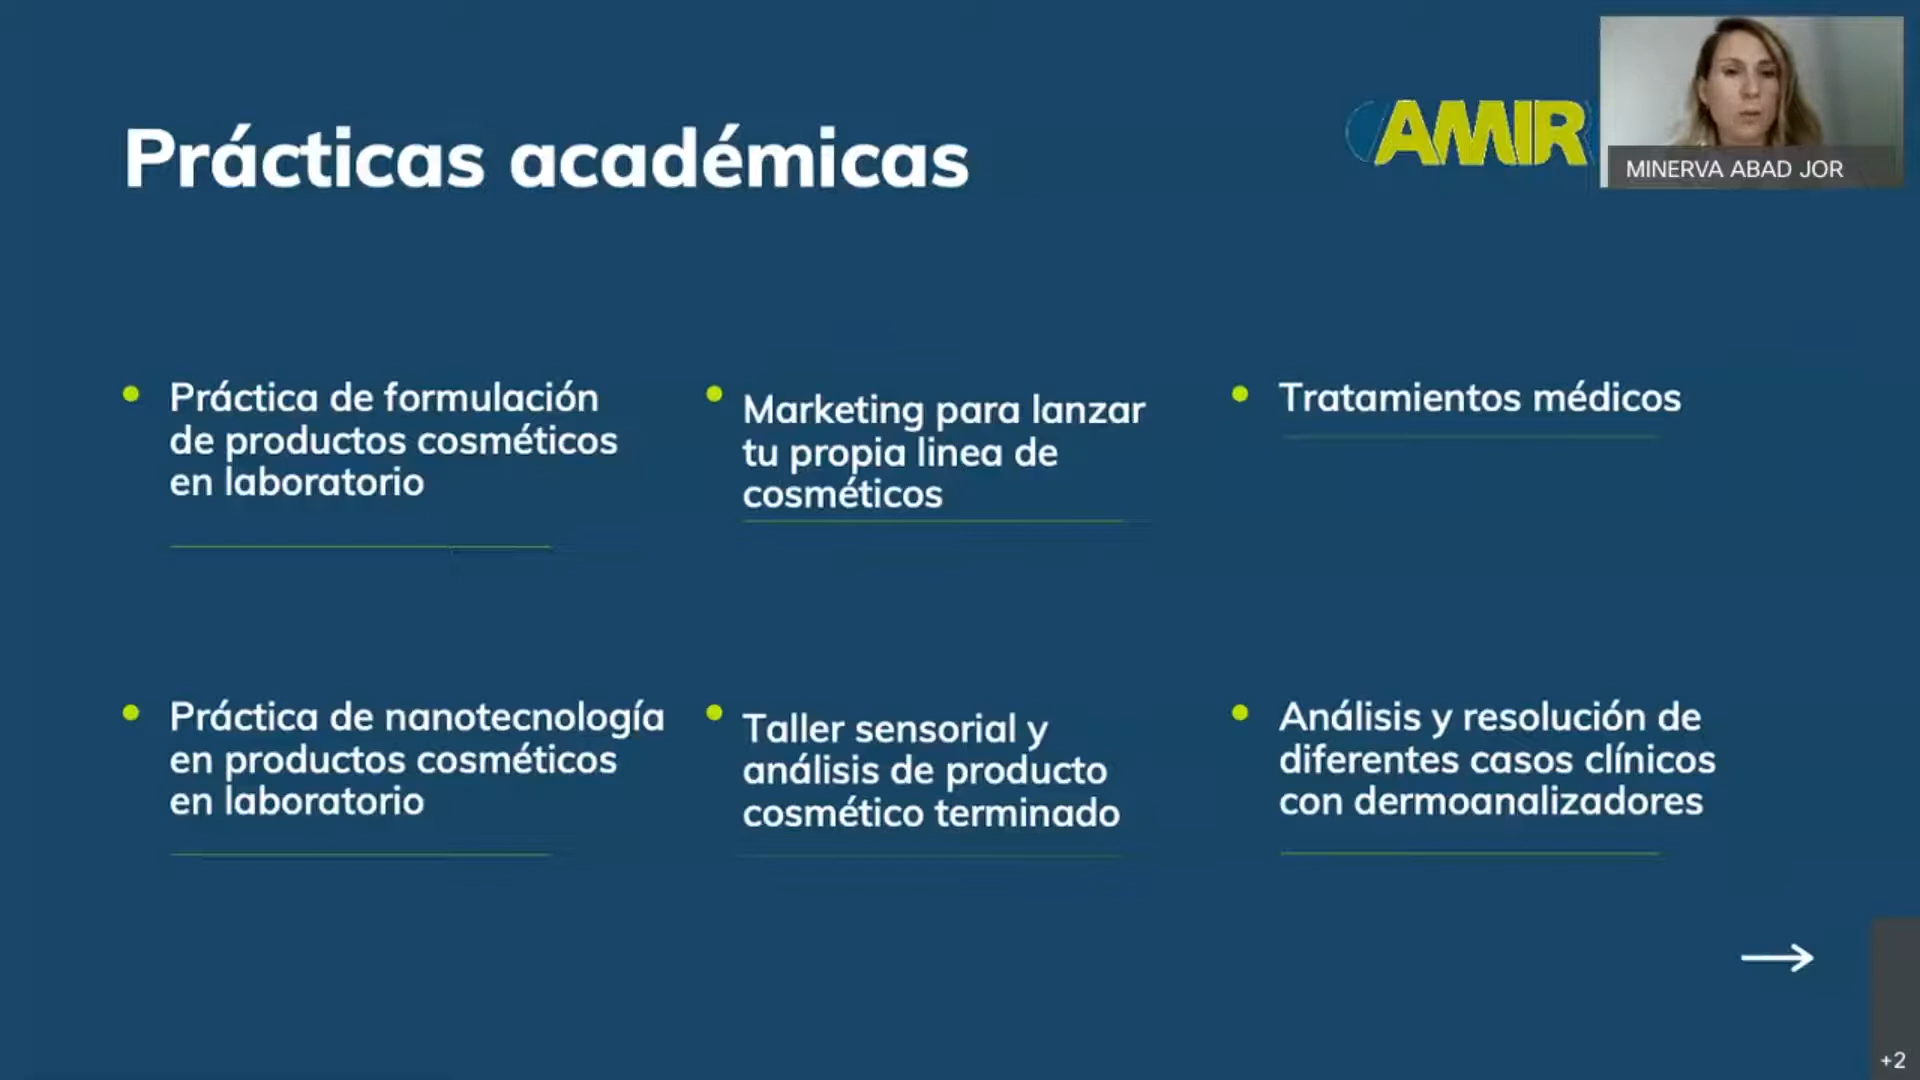 Prácticas académicas
AMIR
MINERVA ABAD JOR
Práctica de formulación
de productos cosméticos
en laboratorio
Marketing para lanzar
tu propia linea de
cosméticos
Tratamientos médicos
Práctica de nanotecnología
en productos cosméticos
en laboratorio
Taller sensorial y
análisis de producto
cosmético terminado
Análisis y resolución de
diferentes casos clínicos
con dermoanalizadores
+2